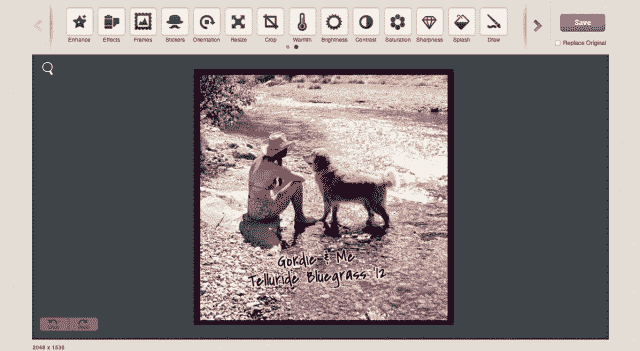 Enhance Effects Frames Stickers Orientation Resize Crop Warmth Brightness Contrast Saturation Sharpness Splash Draw
Save
Replace Original
Gordie & Me
Telluride Bluegrass '12
2048 x 1536